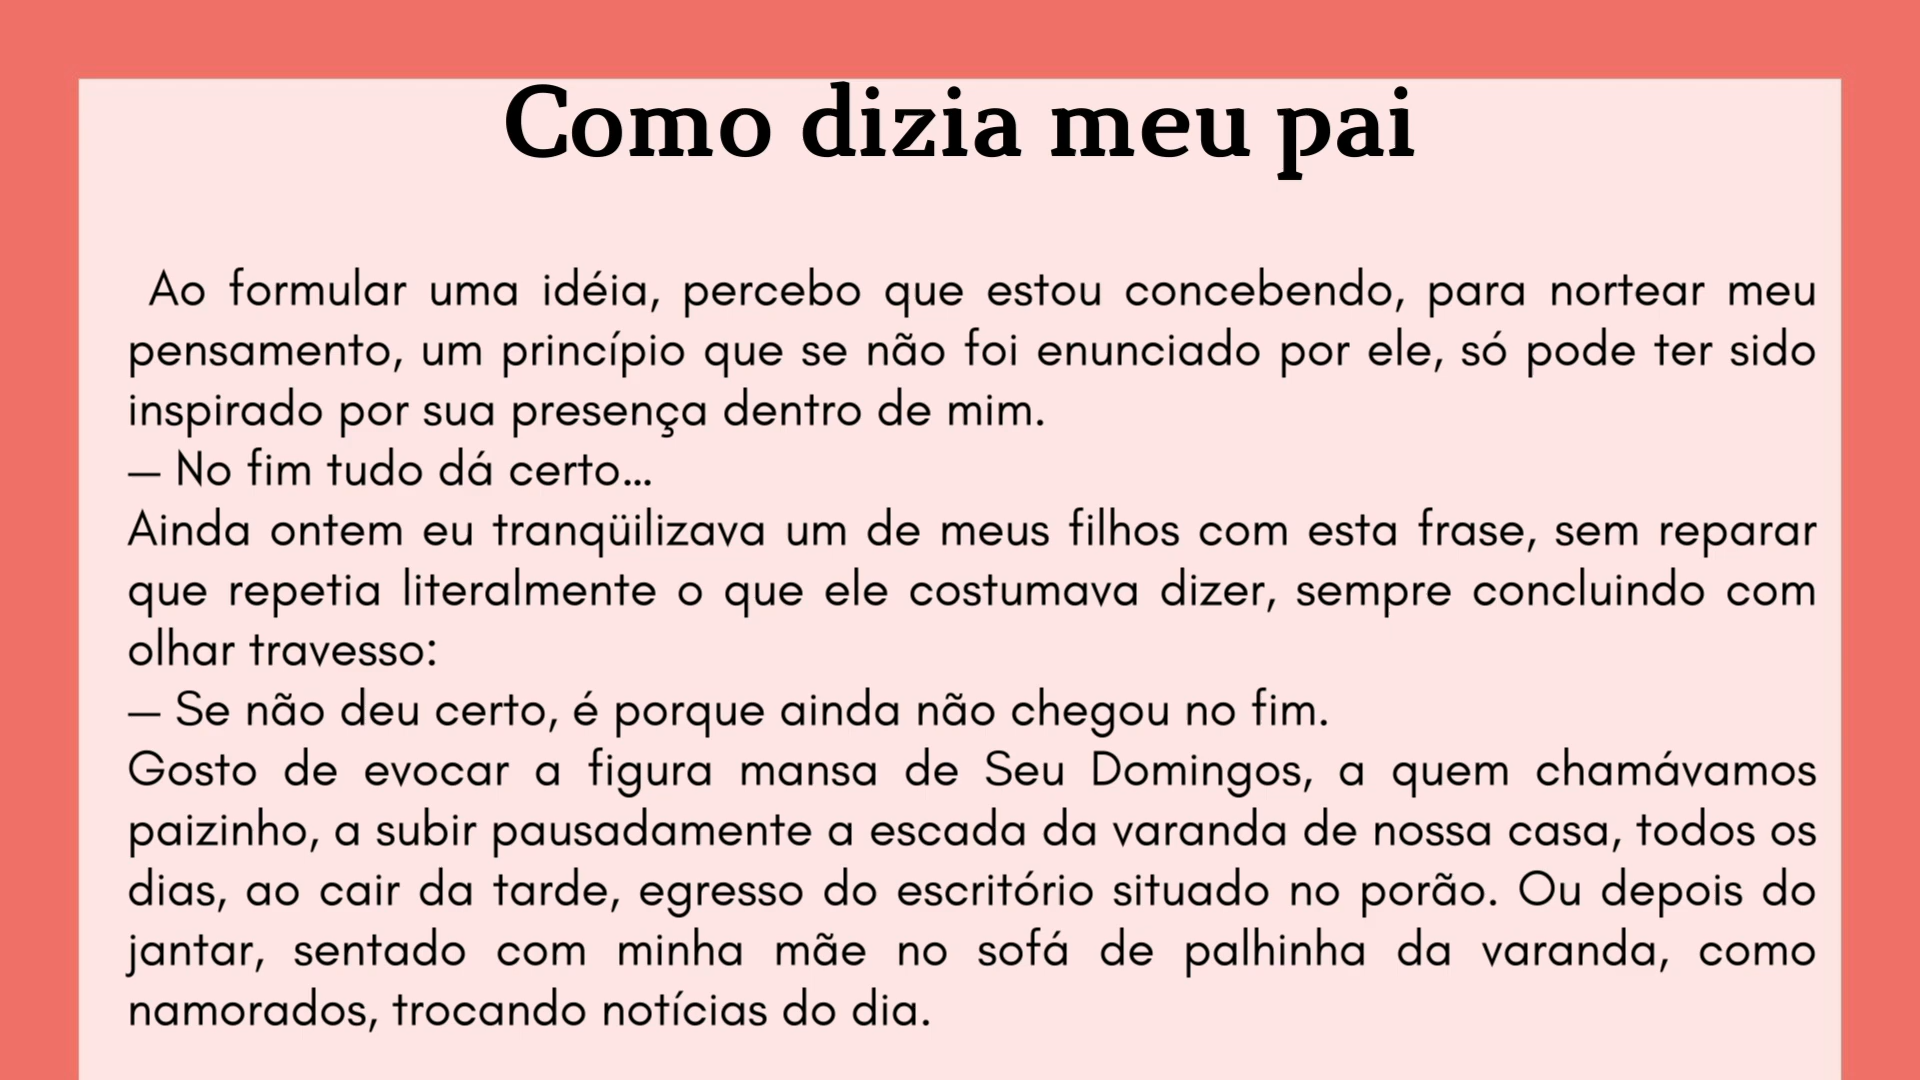 Como dizia meu pai
Ao formular uma idéia, percebo que estou concebendo, para nortear meu
pensamento, um princípio que se não foi enunciado por ele, só pode ter sido
inspirado por sua presença dentro de mim.
— No fim tudo dá certo...
Ainda ontem eu tranqüilizava um de meus filhos com esta frase, sem reparar
que repetia literalmente o que ele costumava dizer, sempre concluindo com
olhar travesso:
— Se não deu certo, é porque ainda não chegou no fim.
Gosto de evocar a figura mansa de Seu Domingos, a quem chamávamos
paizinho, a subir pausadamente a escada da varanda de nossa casa, todos os
dias, ao cair da tarde, egresso do escritório situado no porão. Ou depois do
jantar, sentado com minha mãe no sofá de palhinha da varanda, como
namorados, trocando notícias do dia.